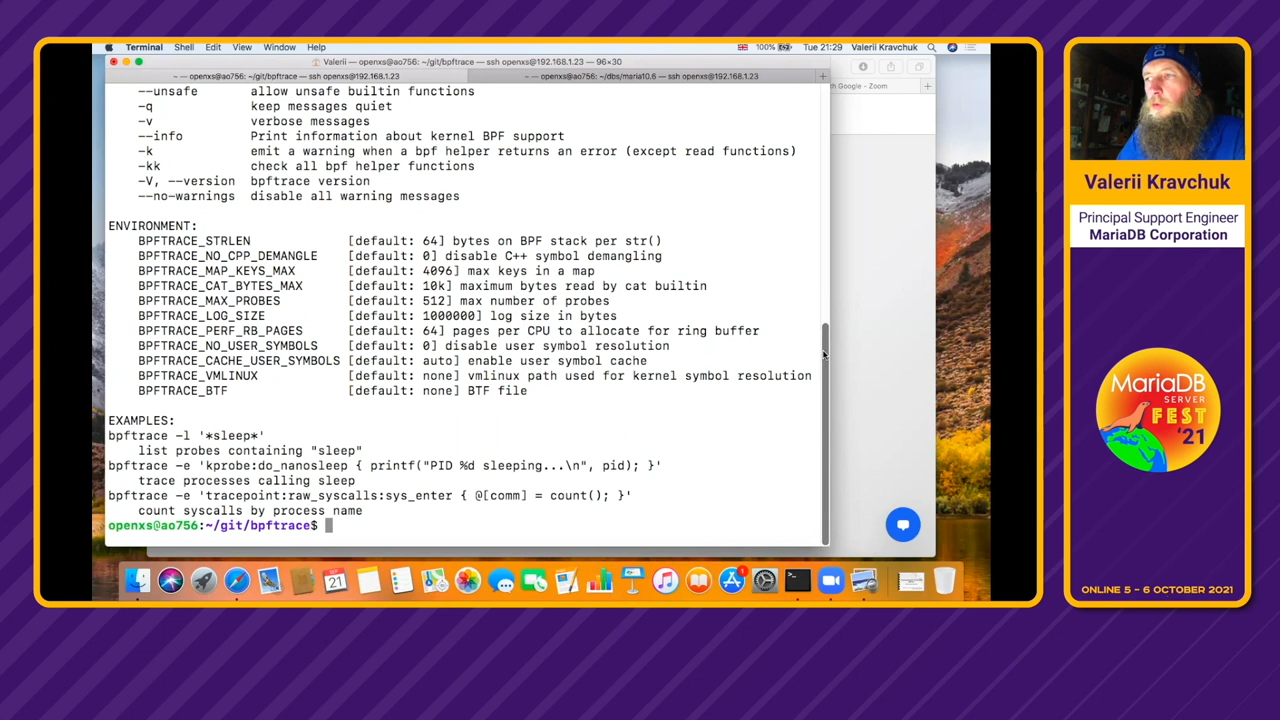 Terminal Shell Edit View Window Help 100% Tue 21:29 Valerii Kravchuk
Valerii — openxs@ao756: ~/git/bpftrace — ssh openxs@192.168.1.23 — 96×30
— openxs@ao756: ~/git/bpftrace — ssh openxs@192.168.1.23
— openxs@ao756: ~/dbs/maria10.6 — ssh openxs@192.168.1.23
+
th Google - Zoom
+
--unsafe allow unsafe builtin functions
-q keep messages quiet
-v verbose messages
--info Print information about kernel BPF support
-k emit a warning when a bpf helper returns an error (except read functions)
-kk check all bpf helper functions
-V, --version bpftrace version
--no-warnings disable all warning messages
ENVIRONMENT:
BPFTRACE_STRLEN [default: 64] bytes on BPF stack per str()
BPFTRACE_NO_CPP_DEMANGLE [default: 0] disable C++ symbol demangling
BPFTRACE_MAP_KEYS_MAX [default: 4096] max keys in a map
BPFTRACE_CAT_BYTES_MAX [default: 10k] maximum bytes read by cat builtin
BPFTRACE_MAX_PROBES [default: 512] max number of probes
BPFTRACE_LOG_SIZE [default: 1000000] log size in bytes
BPFTRACE_PERF_RB_PAGES [default: 64] pages per CPU to allocate for ring buffer
BPFTRACE_NO_USER_SYMBOLS [default: 0] disable user symbol resolution
BPFTRACE_CACHE_USER_SYMBOLS [default: auto] enable user symbol cache
BPFTRACE_VMLINUX [default: none] vmlinux path used for kernel symbol resolution
BPFTRACE_BTF [default: none] BTF file
EXAMPLES:
bpftrace -l '*sleep*'
list probes containing "sleep"
bpftrace -e 'kprobe:do_nanosleep { printf("PID %d sleeping...\n", pid); }'
trace processes calling sleep
bpftrace -e 'tracepoint:raw_syscalls:sys_enter { @[comm] = count(); }'
count syscalls by process name
openxs@ao756:~/git/bpftrace$
21
1
Valerii Kravchuk
Principal Support Engineer
MariaDB Corporation
MariaDB
SERVER
FEST
'21
ONLINE 5 – 6 OCTOBER 2021